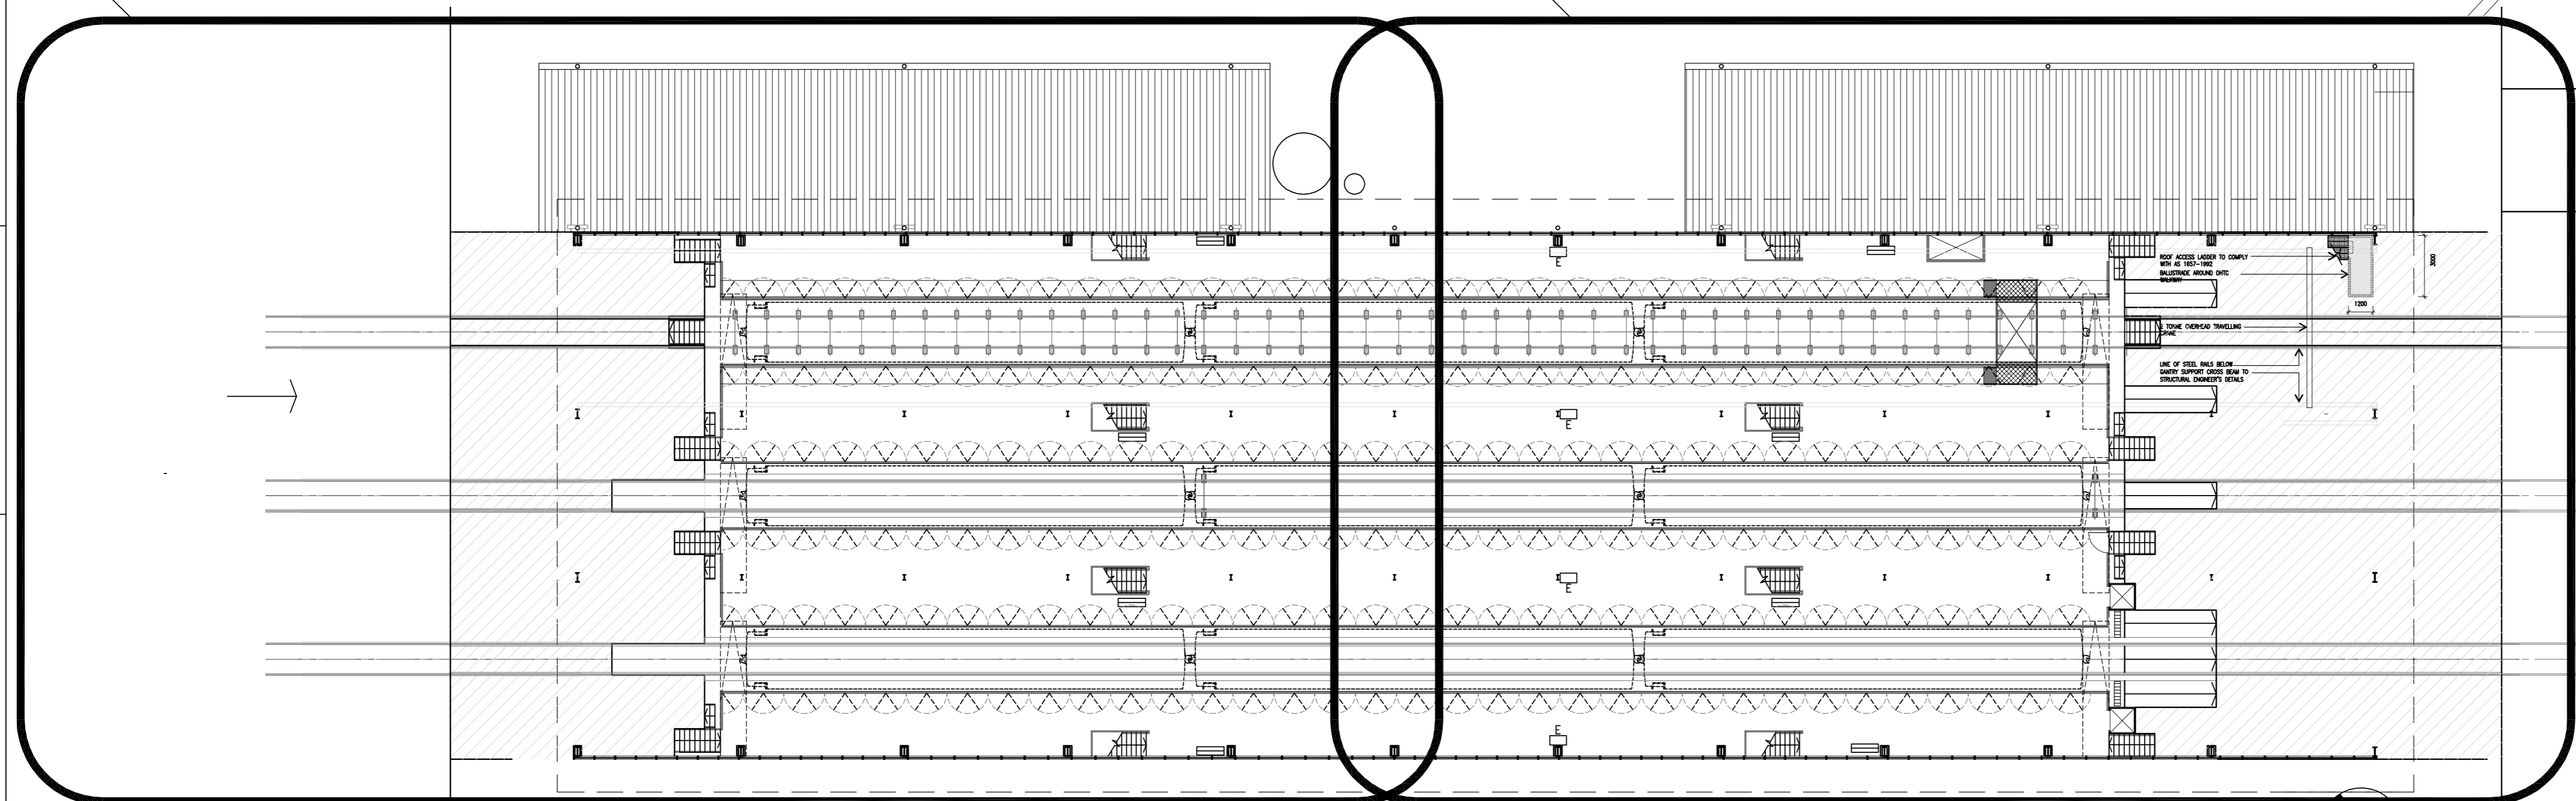 E
ROOF ACCESS LADDER TO COMPLY
WITH AS 1657-1992
BALUSTRADE AROUND OHTC
WALKWAY
3000
1200
TONNE OVERHEAD TRAVELLING
CRANE
LINE OF STEEL RAILS BELOW
GANTRY SUPPORT CROSS BEAM TO
STRUCTURAL ENGINEER'S DETAILS
E
E
E